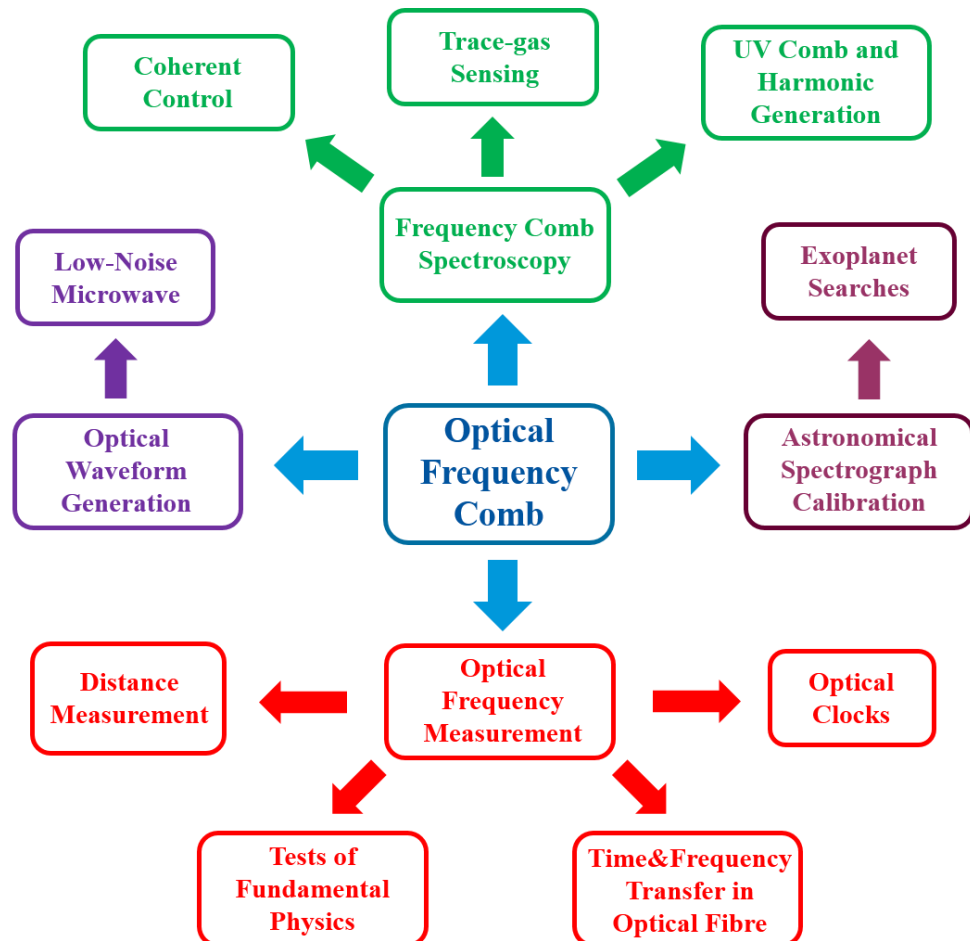 Coherent
Control
Trace-gas
Sensing
UV Comb and
Harmonic
Generation
Frequency Comb
Spectroscopy
Low-Noise
Microwave
Exoplanet
Searches
Optical
Waveform
Generation
Optical
Frequency
Comb
Astronomical
Spectrograph
Calibration
Distance
Measurement
Optical
Frequency
Measurement
Optical
Clocks
Tests of
Fundamental
Physics
Time&Frequency
Transfer in
Optical Fibre